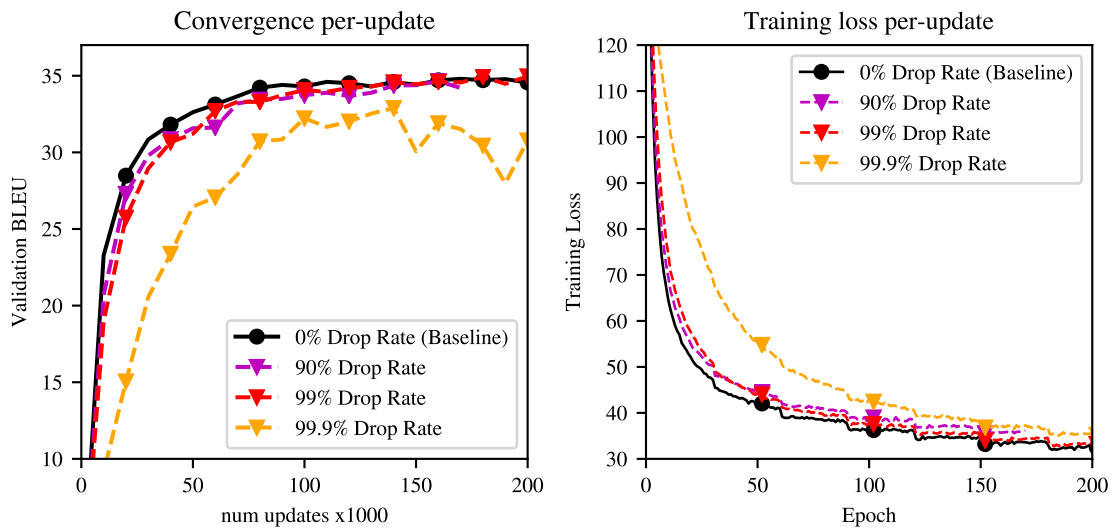 Convergence per-update
Validation BLEU
35
30
25
20
15
10
0
50
100
150
200
num updates x1000
0% Drop Rate (Baseline)
90% Drop Rate
99% Drop Rate
99.9% Drop Rate
Training loss per-update
Training Loss
120
110
100
90
80
70
60
50
40
30
0
50
100
150
200
Epoch
0% Drop Rate (Baseline)
90% Drop Rate
99% Drop Rate
99.9% Drop Rate